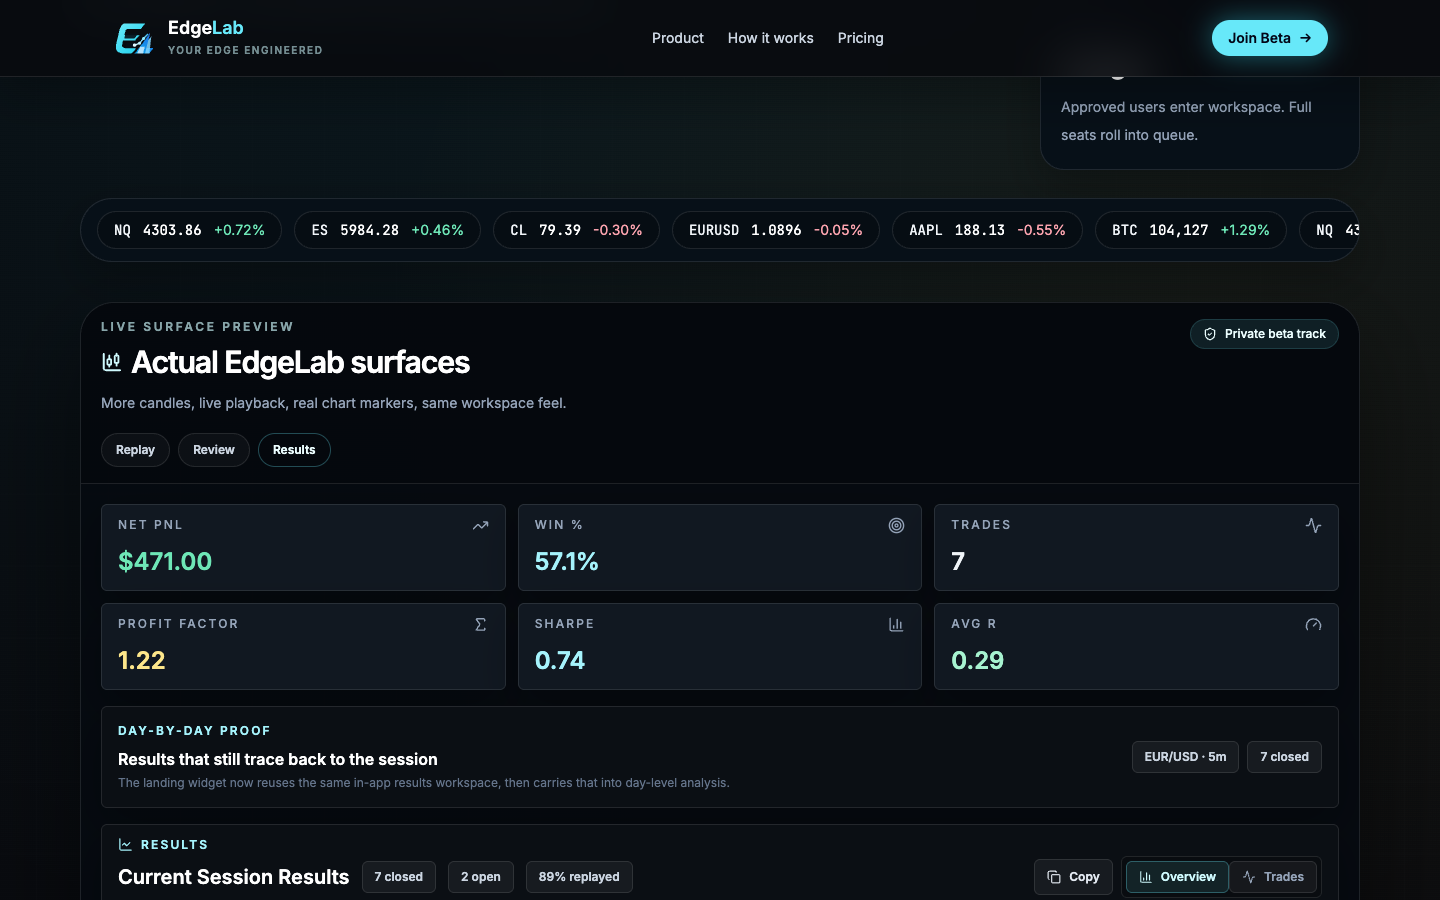 EdgeLab
YOUR EDGE ENGINEERED
Product
How it works
Pricing
Join Beta
Approved users enter workspace. Full
seats roll into queue.
NQ 4303.86 +0.72%
ES 5984.28 +0.46%
CL 79.39 -0.30%
EURUSD 1.0896 -0.05%
AAPL 188.13 -0.55%
BTC 104,127 +1.29%
NQ 43
LIVE SURFACE PREVIEW
Private beta track
Actual EdgeLab surfaces
More candles, live playback, real chart markers, same workspace feel.
Replay
Review
Results
NET PNL
$471.00
WIN %
57.1%
TRADES
7
PROFIT FACTOR
1.22
SHARPE
0.74
AVG R
0.29
DAY-BY-DAY PROOF
Results that still trace back to the session
The landing widget now reuses the same in-app results workspace, then carries that into day-level analysis.
EUR/USD · 5m
7 closed
RESULTS
Current Session Results
7 closed
2 open
89% replayed
Copy
Overview
Trades